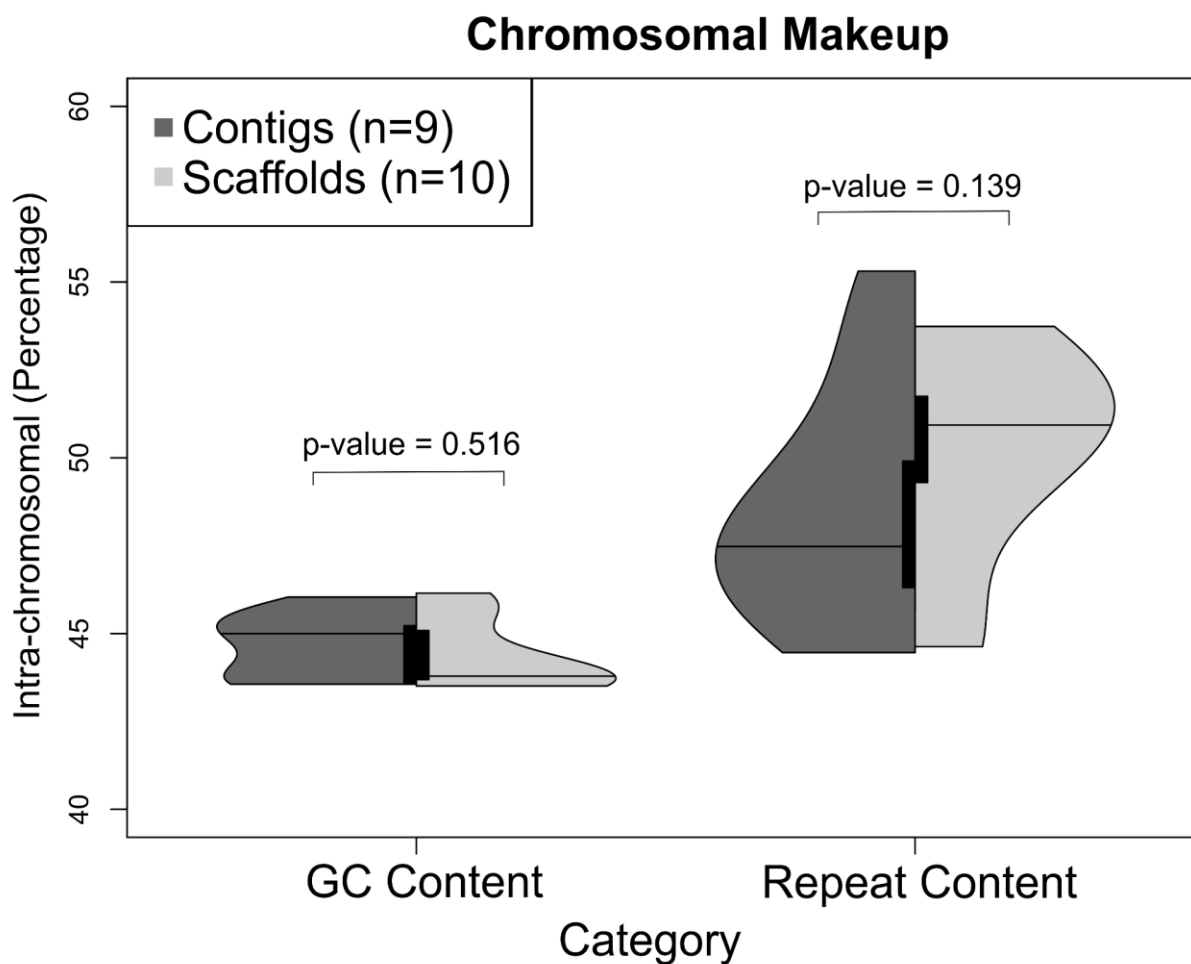 Chromosomal Makeup
Contigs (n=9)
Scaffolds (n=10)
p-value = 0.139
p-value = 0.516
Intra-chromosomal (Percentage)
60
55
50
45
40
GC Content
Repeat Content
Category